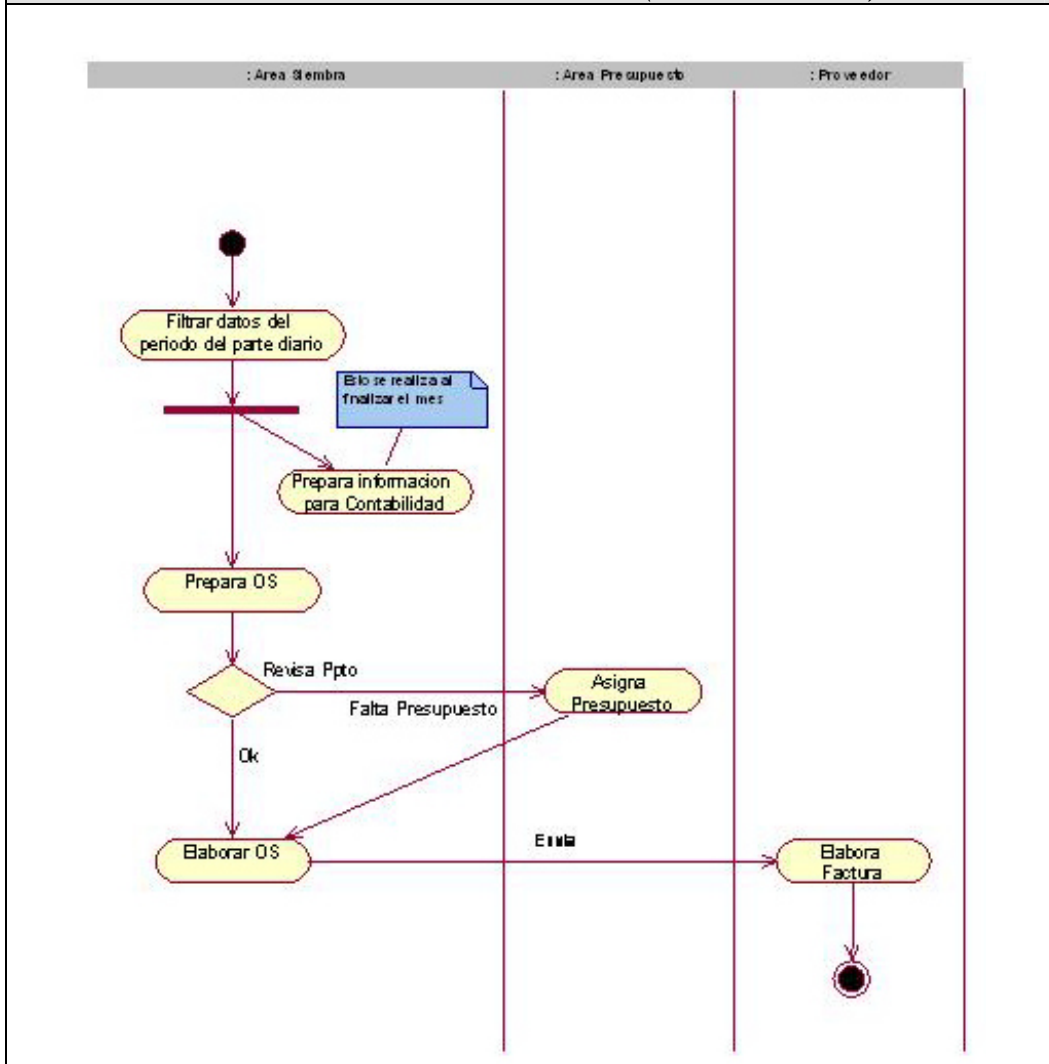 : Area Siembra
: Area Presupuesto
: Proveedor
Filtrar datos del
periodo del parte diario
Esto se realiza al
finalizar el mes
Prepara informacion
para Contabilidad
Prepara OS
Revisa Ppto
Asigna
Presupuesto
Falta Presupuesto
Ok
Elaborar OS
Envia
Elabora
Factura